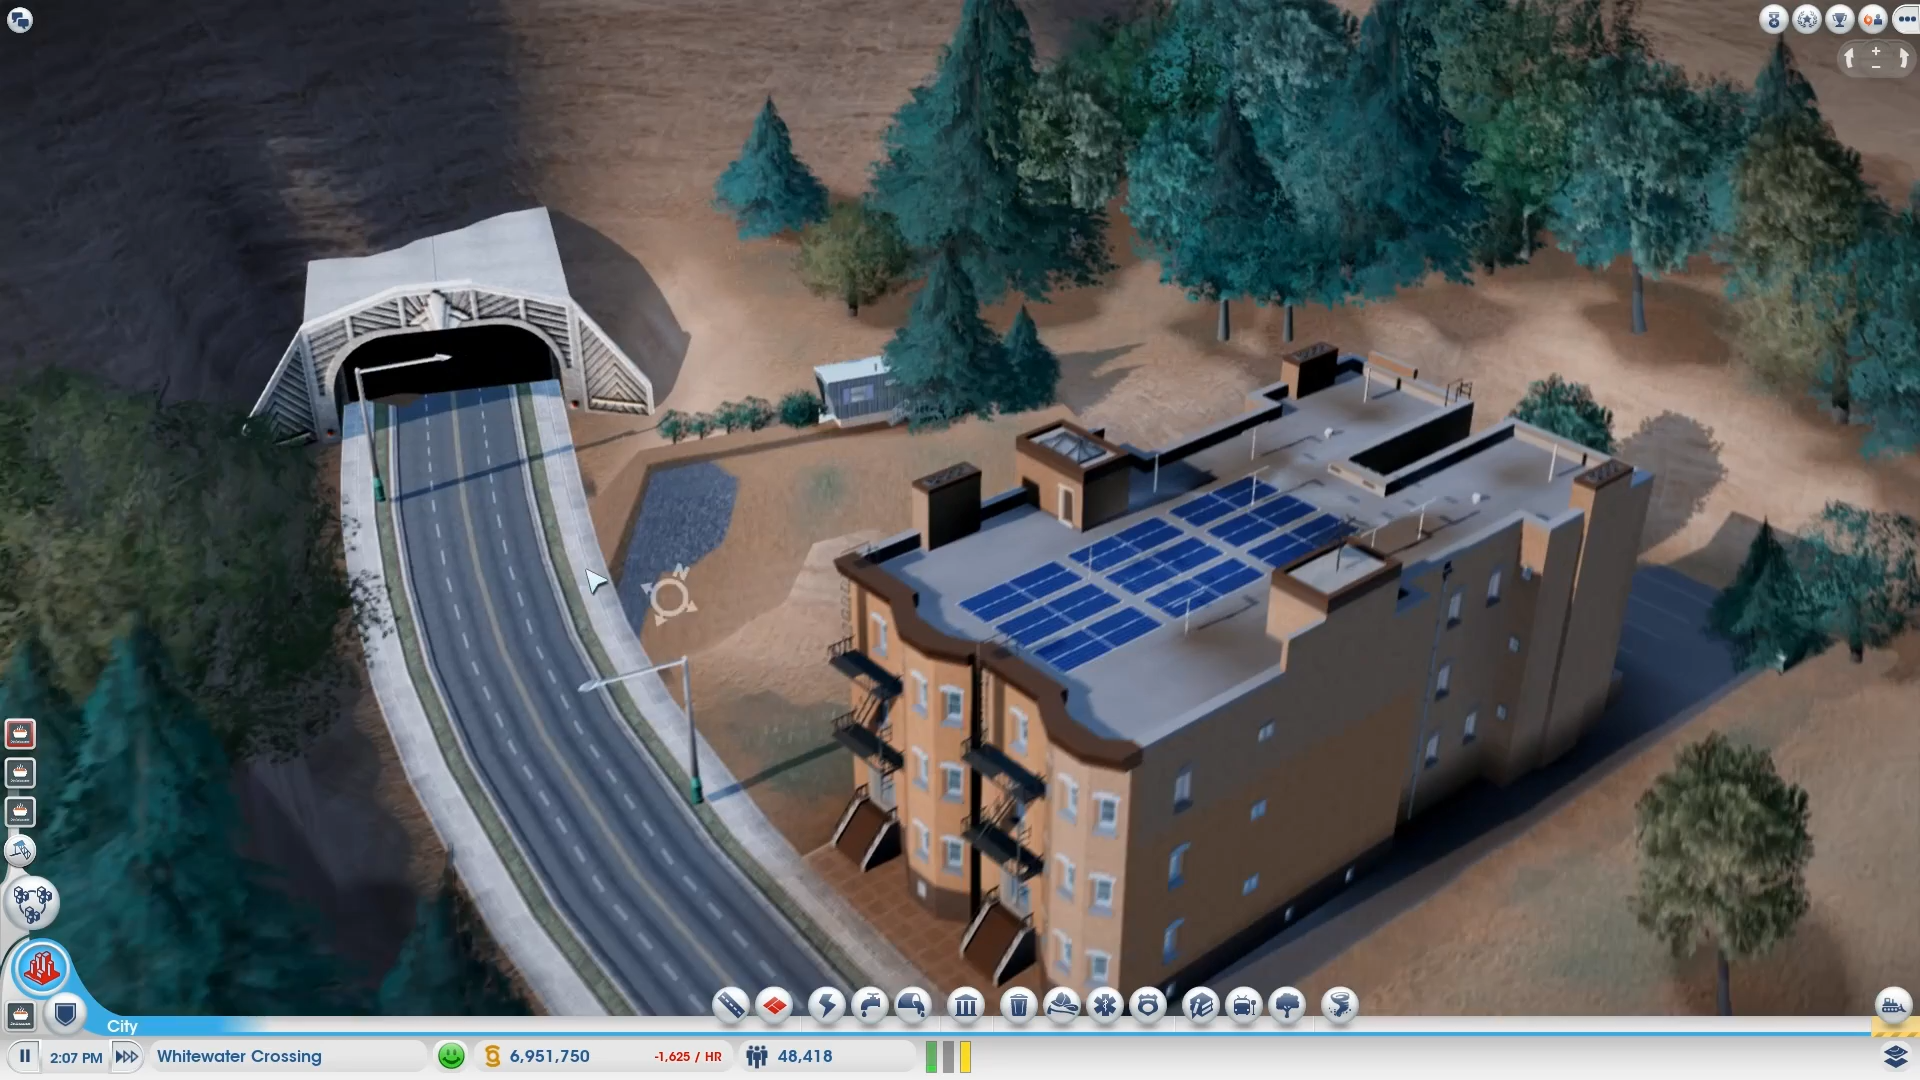 N
City
2:07 PM
Whitewater Crossing
6,951,750
-1,625 / HR
48,418